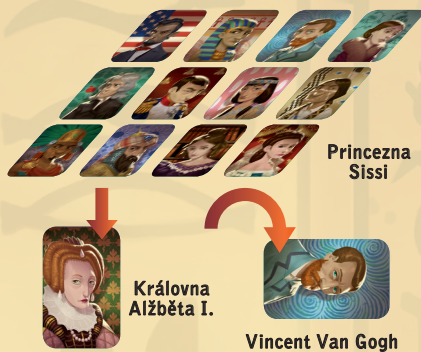 Princezna
Sissi
Královna
Alžběta I.
Vincent Van Gogh